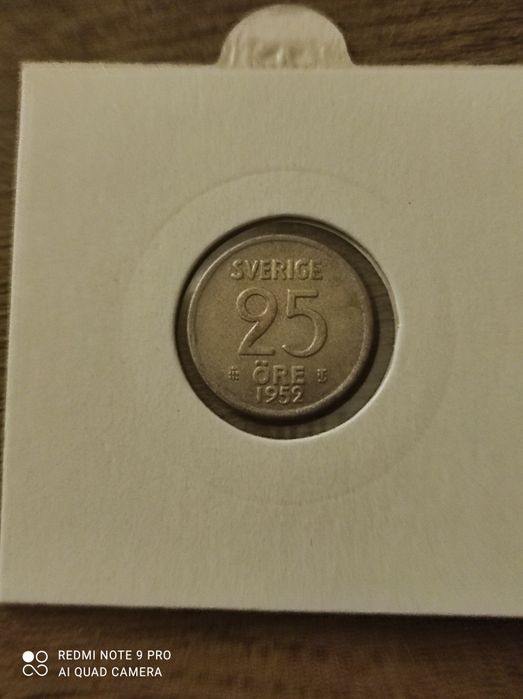 SVERIGE
25
ÖRE
1952
REDMI NOTE 9 PRO
AI QUAD CAMERA